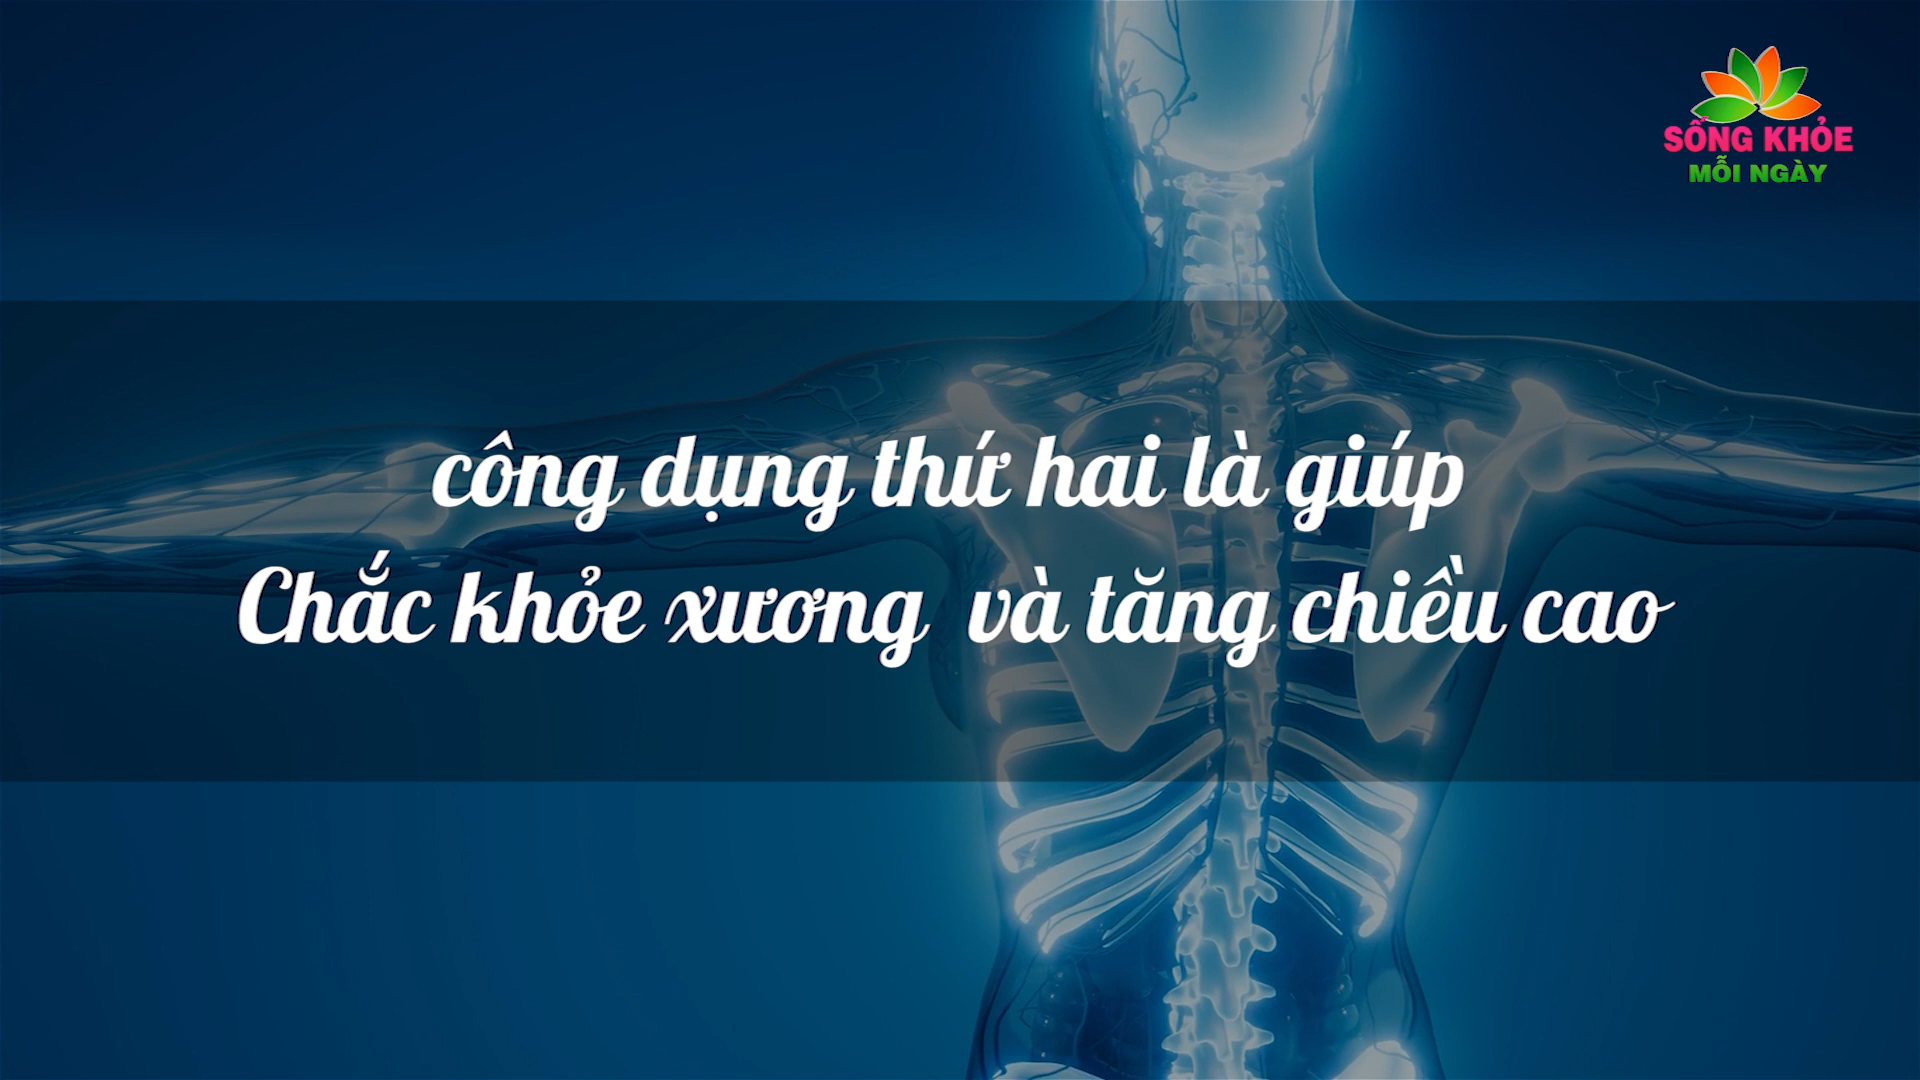 SỐNG KHỎE
MỖI NGÀY
công dụng thứ hai là giúp
Chắc khỏe xương và tăng chiều cao